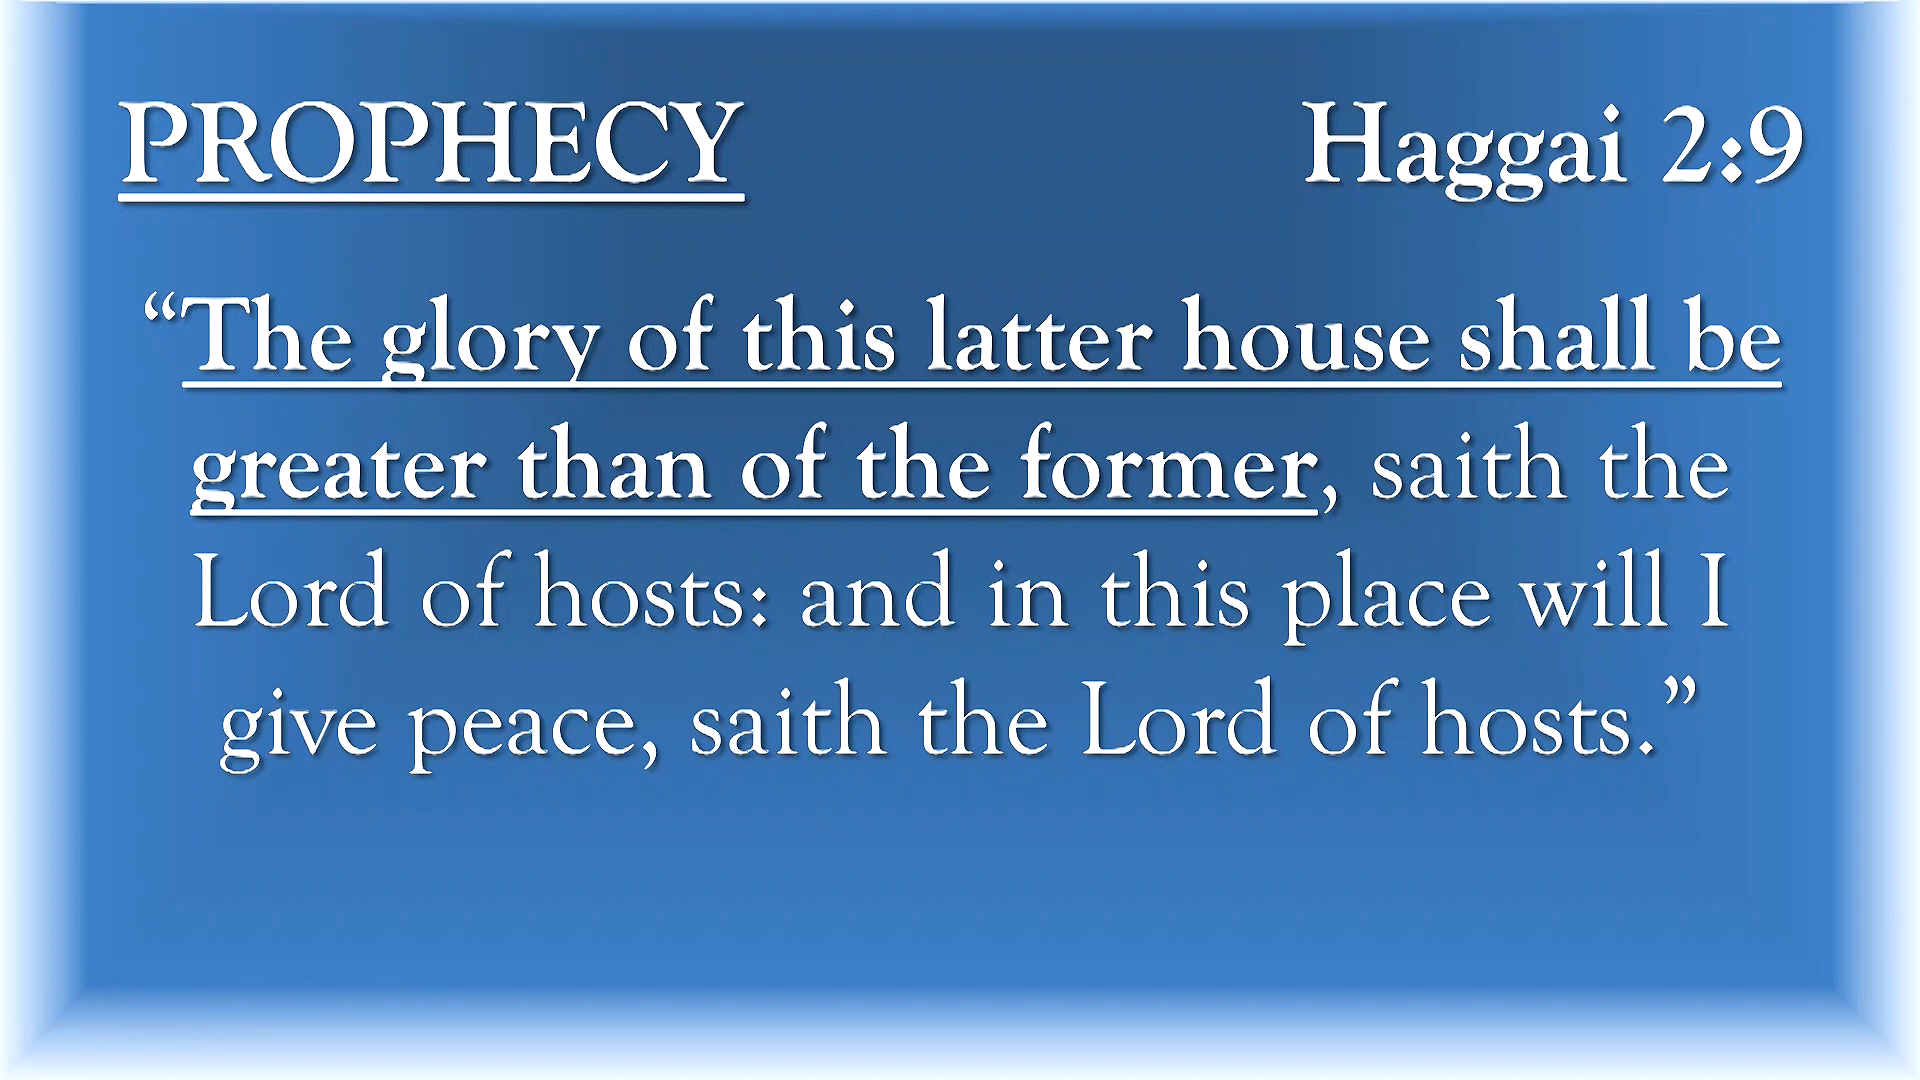 PROPHECY Haggai 2:9
“The glory of this latter house shall be
greater than of the former, saith the
Lord of hosts: and in this place will I
give peace, saith the Lord of hosts.”